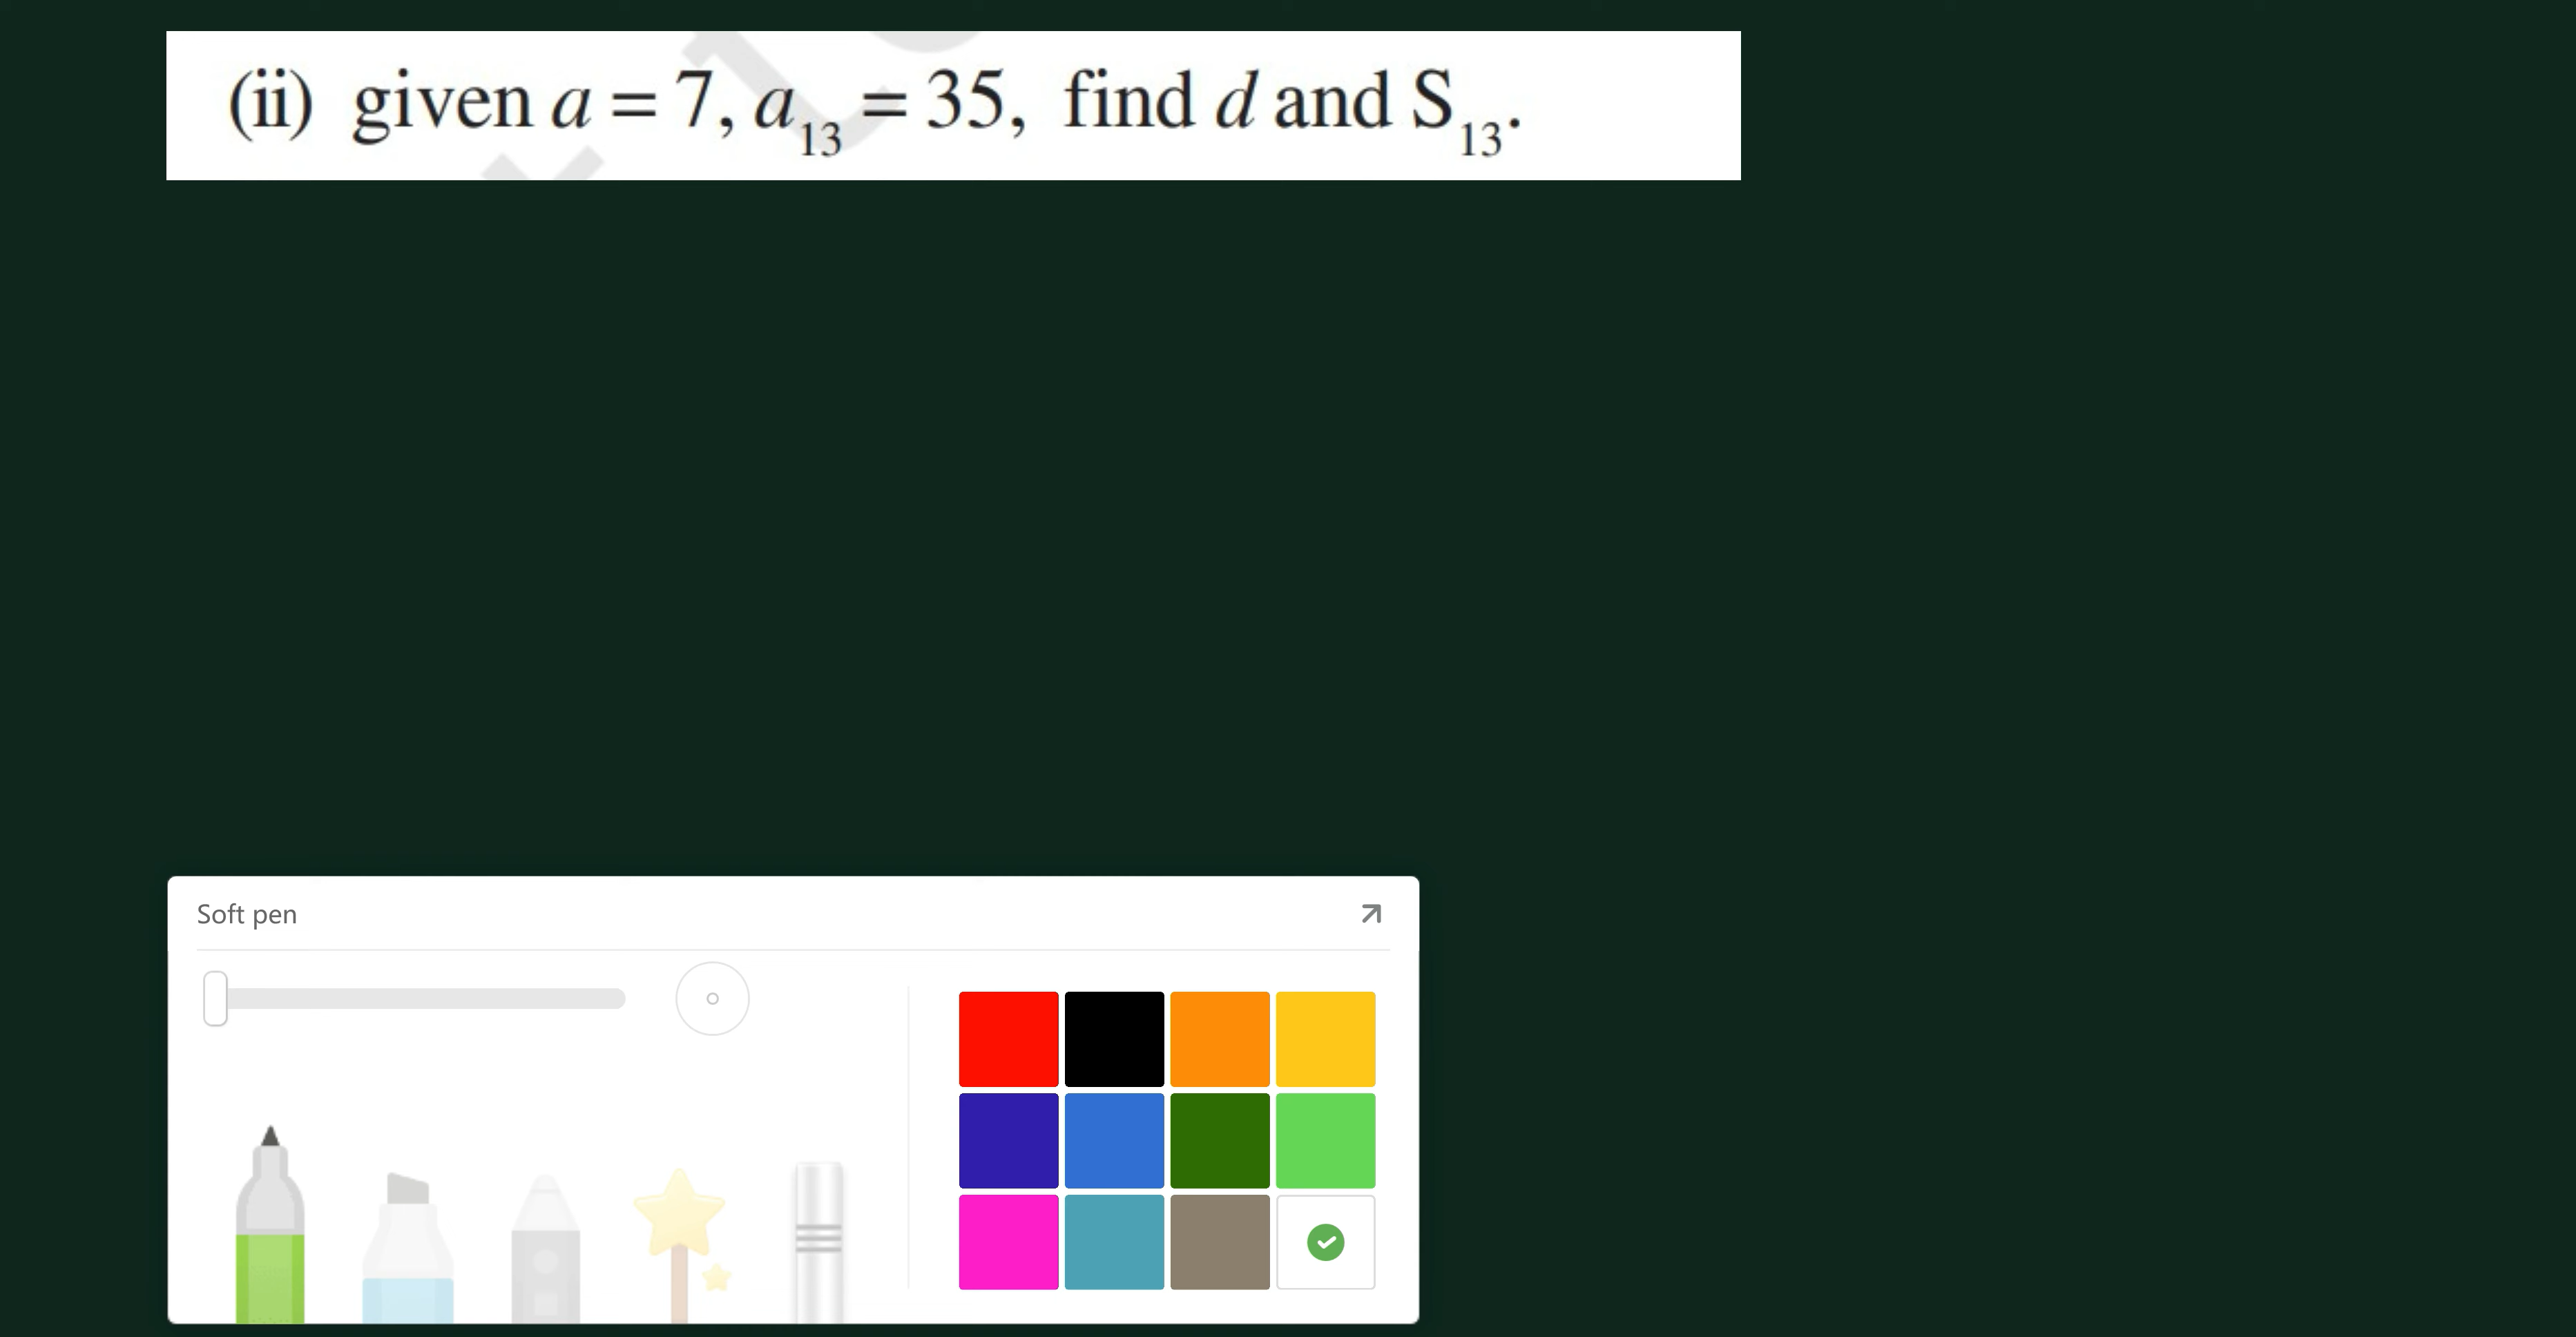 (ii) given a = 7, a₁₃ = 35, find d and S₁₃.
Soft pen